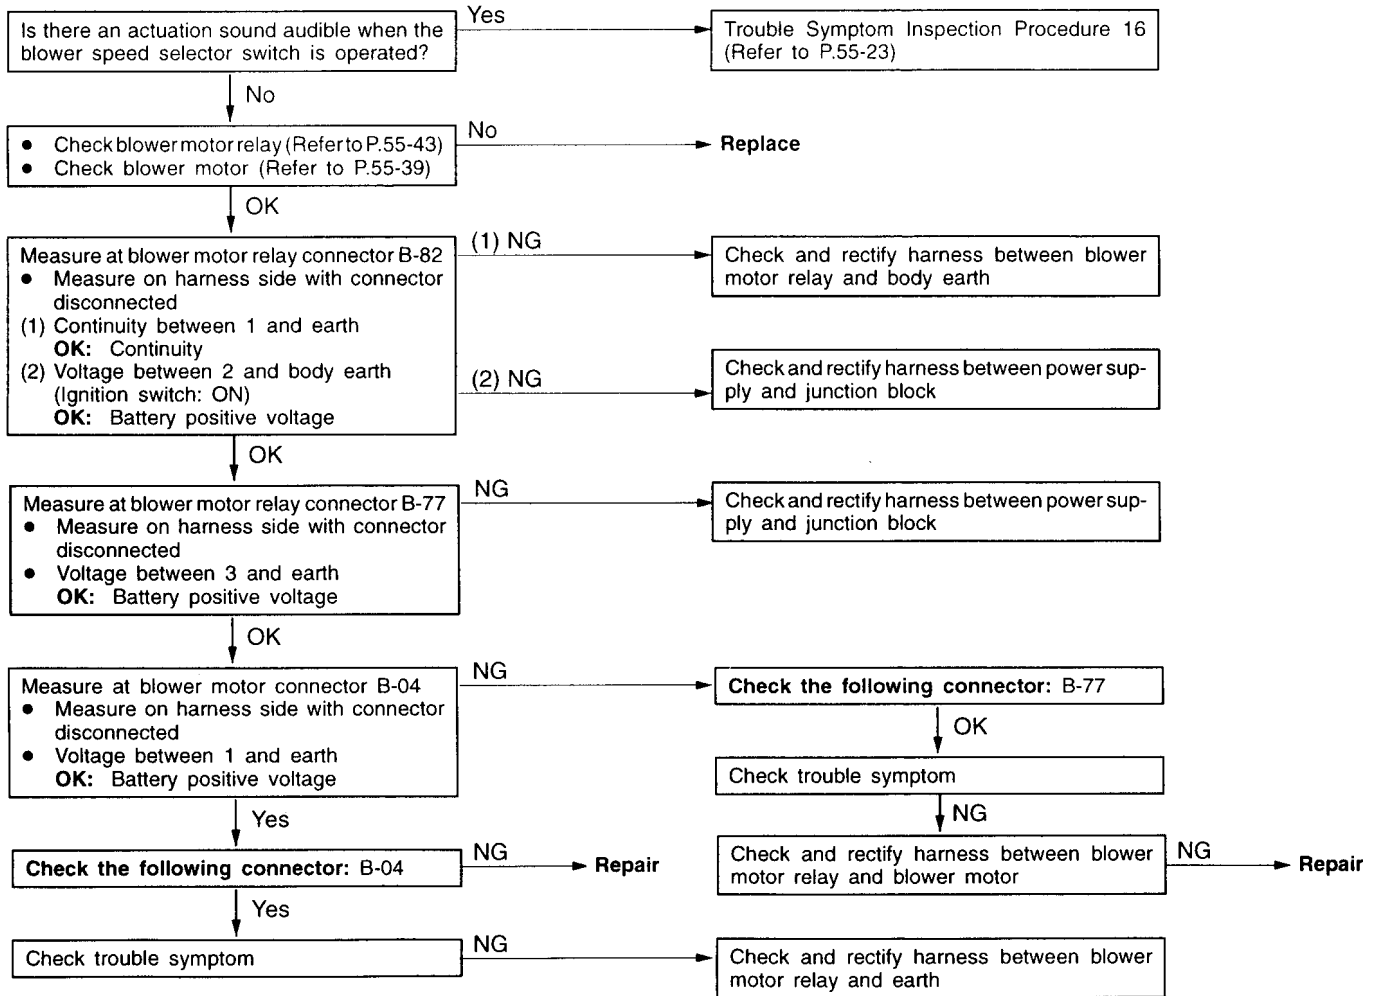 Is there an actuation sound audible when the
blower speed selector switch is operated?
Yes
Trouble Symptom Inspection Procedure 16
(Refer to P.55-23)
No
● Check blower motor relay (Refer to P.55-43)
● Check blower motor (Refer to P.55-39)
No
Replace
OK
Measure at blower motor relay connector B-82
● Measure on harness side with connector
disconnected
(1) Continuity between 1 and earth
OK: Continuity
(2) Voltage between 2 and body earth
(Ignition switch: ON)
OK: Battery positive voltage
(1) NG
Check and rectify harness between blower
motor relay and body earth
(2) NG
Check and rectify harness between power sup-
ply and junction block
OK
Measure at blower motor relay connector B-77
● Measure on harness side with connector
disconnected
● Voltage between 3 and earth
OK: Battery positive voltage
NG
Check and rectify harness between power sup-
ply and junction block
OK
Measure at blower motor connector B-04
● Measure on harness side with connector
disconnected
● Voltage between 1 and earth
OK: Battery positive voltage
NG
Check the following connector: B-77
OK
Check trouble symptom
NG
Check and rectify harness between blower
motor relay and blower motor
NG
Repair
Yes
Check the following connector: B-04
NG
Repair
Yes
Check trouble symptom
NG
Check and rectify harness between blower
motor relay and earth